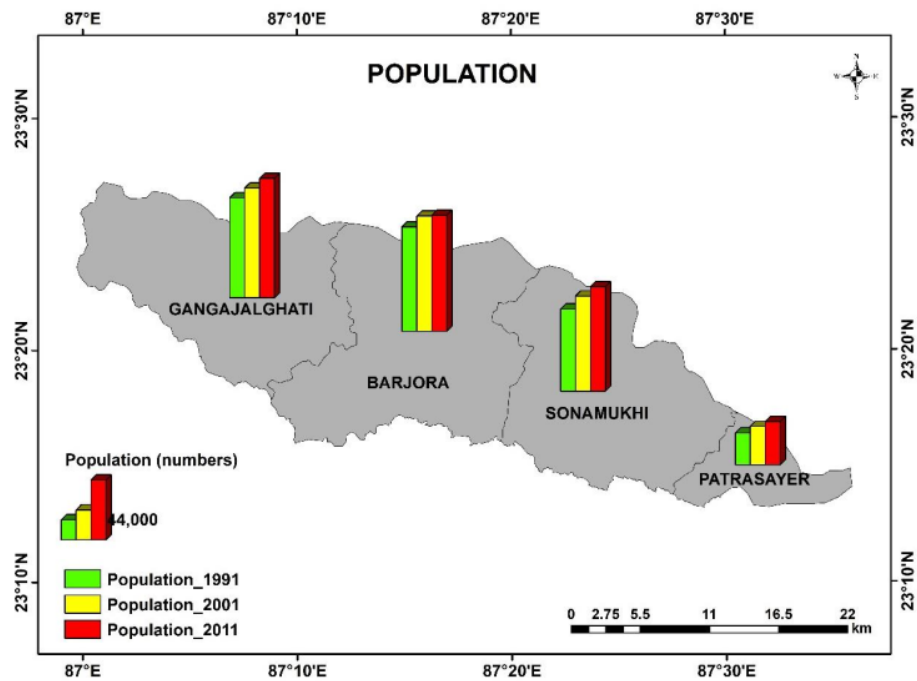 87°E 87°10'E 87°20'E 87°30'E
POPULATION
N
W E
S
23°30'N 23°30'N
GANGAJALGHATI
23°20'N 23°20'N
BARJORA
SONAMUKHI
Population (numbers)
PATRASAYER
44,000
Population_1991
23°10'N 23°10'N
Population_2001
Population_2011
0 2.75 5.5 11 16.5 22
km
87°E 87°10'E 87°20'E 87°30'E